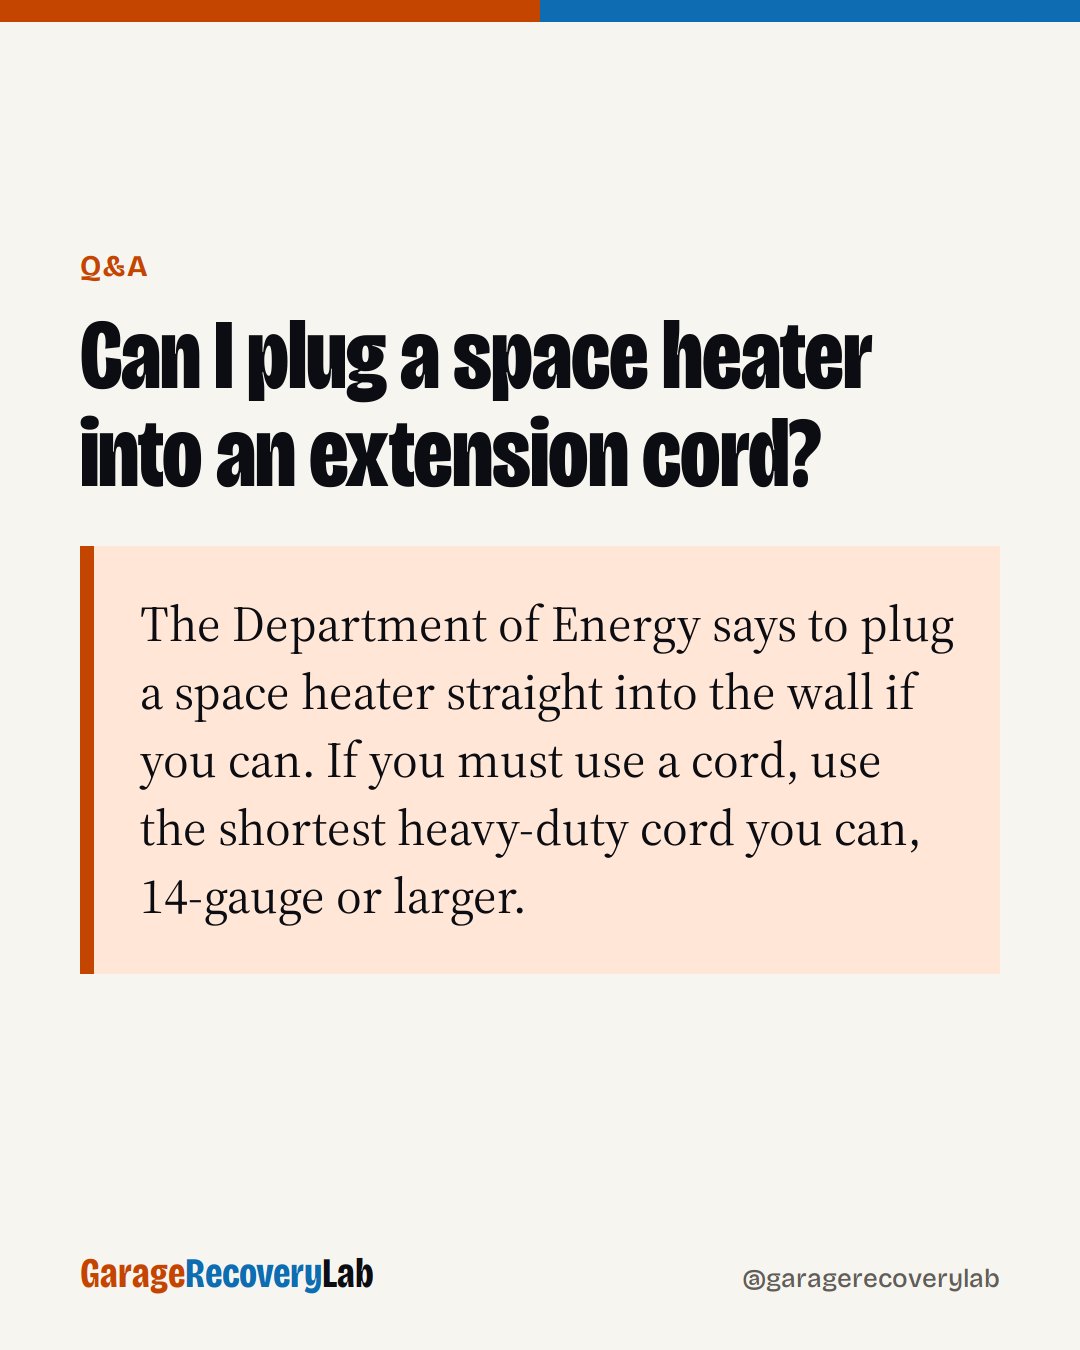 Q&A
Can I plug a space heater
into an extension cord?
The Department of Energy says to plug
a space heater straight into the wall if
you can. If you must use a cord, use
the shortest heavy-duty cord you can,
14-gauge or larger.
GarageRecoveryLab
@garagerecoverylab